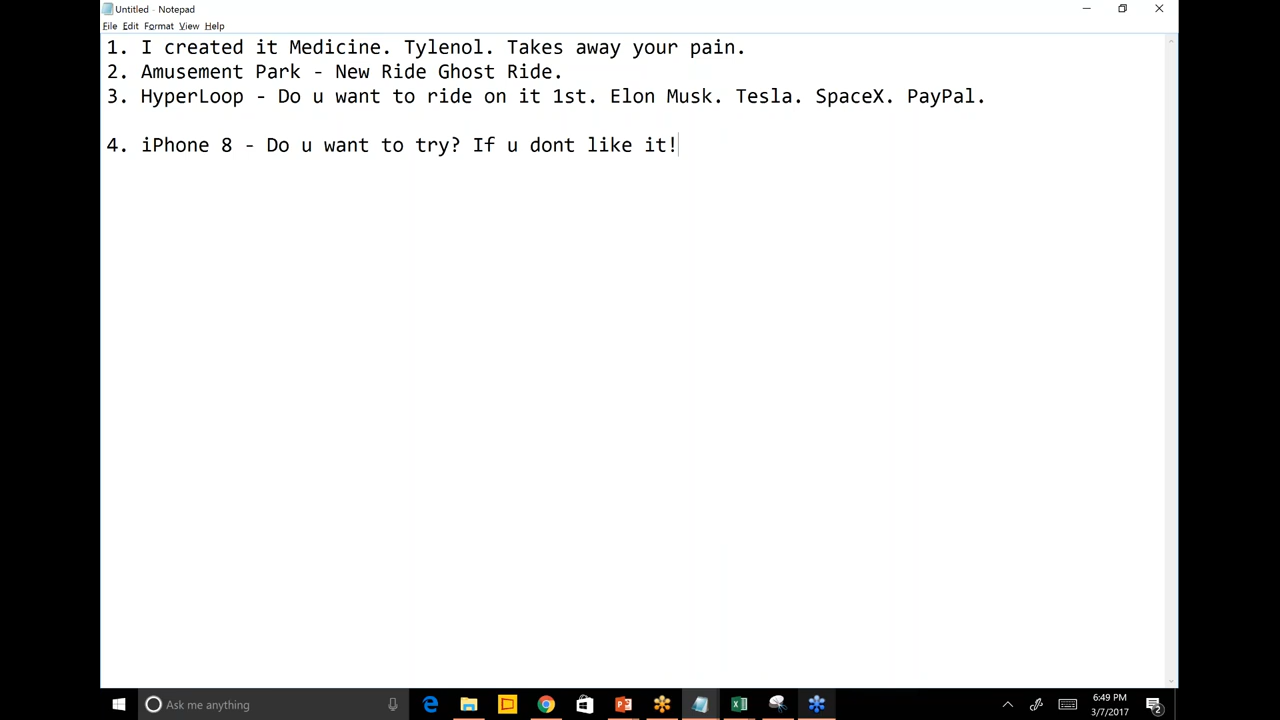 Untitled - Notepad
File Edit Format View Help
1. I created it Medicine. Tylenol. Takes away your pain.
2. Amusement Park - New Ride Ghost Ride.
3. HyperLoop - Do u want to ride on it 1st. Elon Musk. Tesla. SpaceX. PayPal.
4. iPhone 8 - Do u want to try? If u dont like it!
Ask me anything
6:49 PM
3/7/2017
2